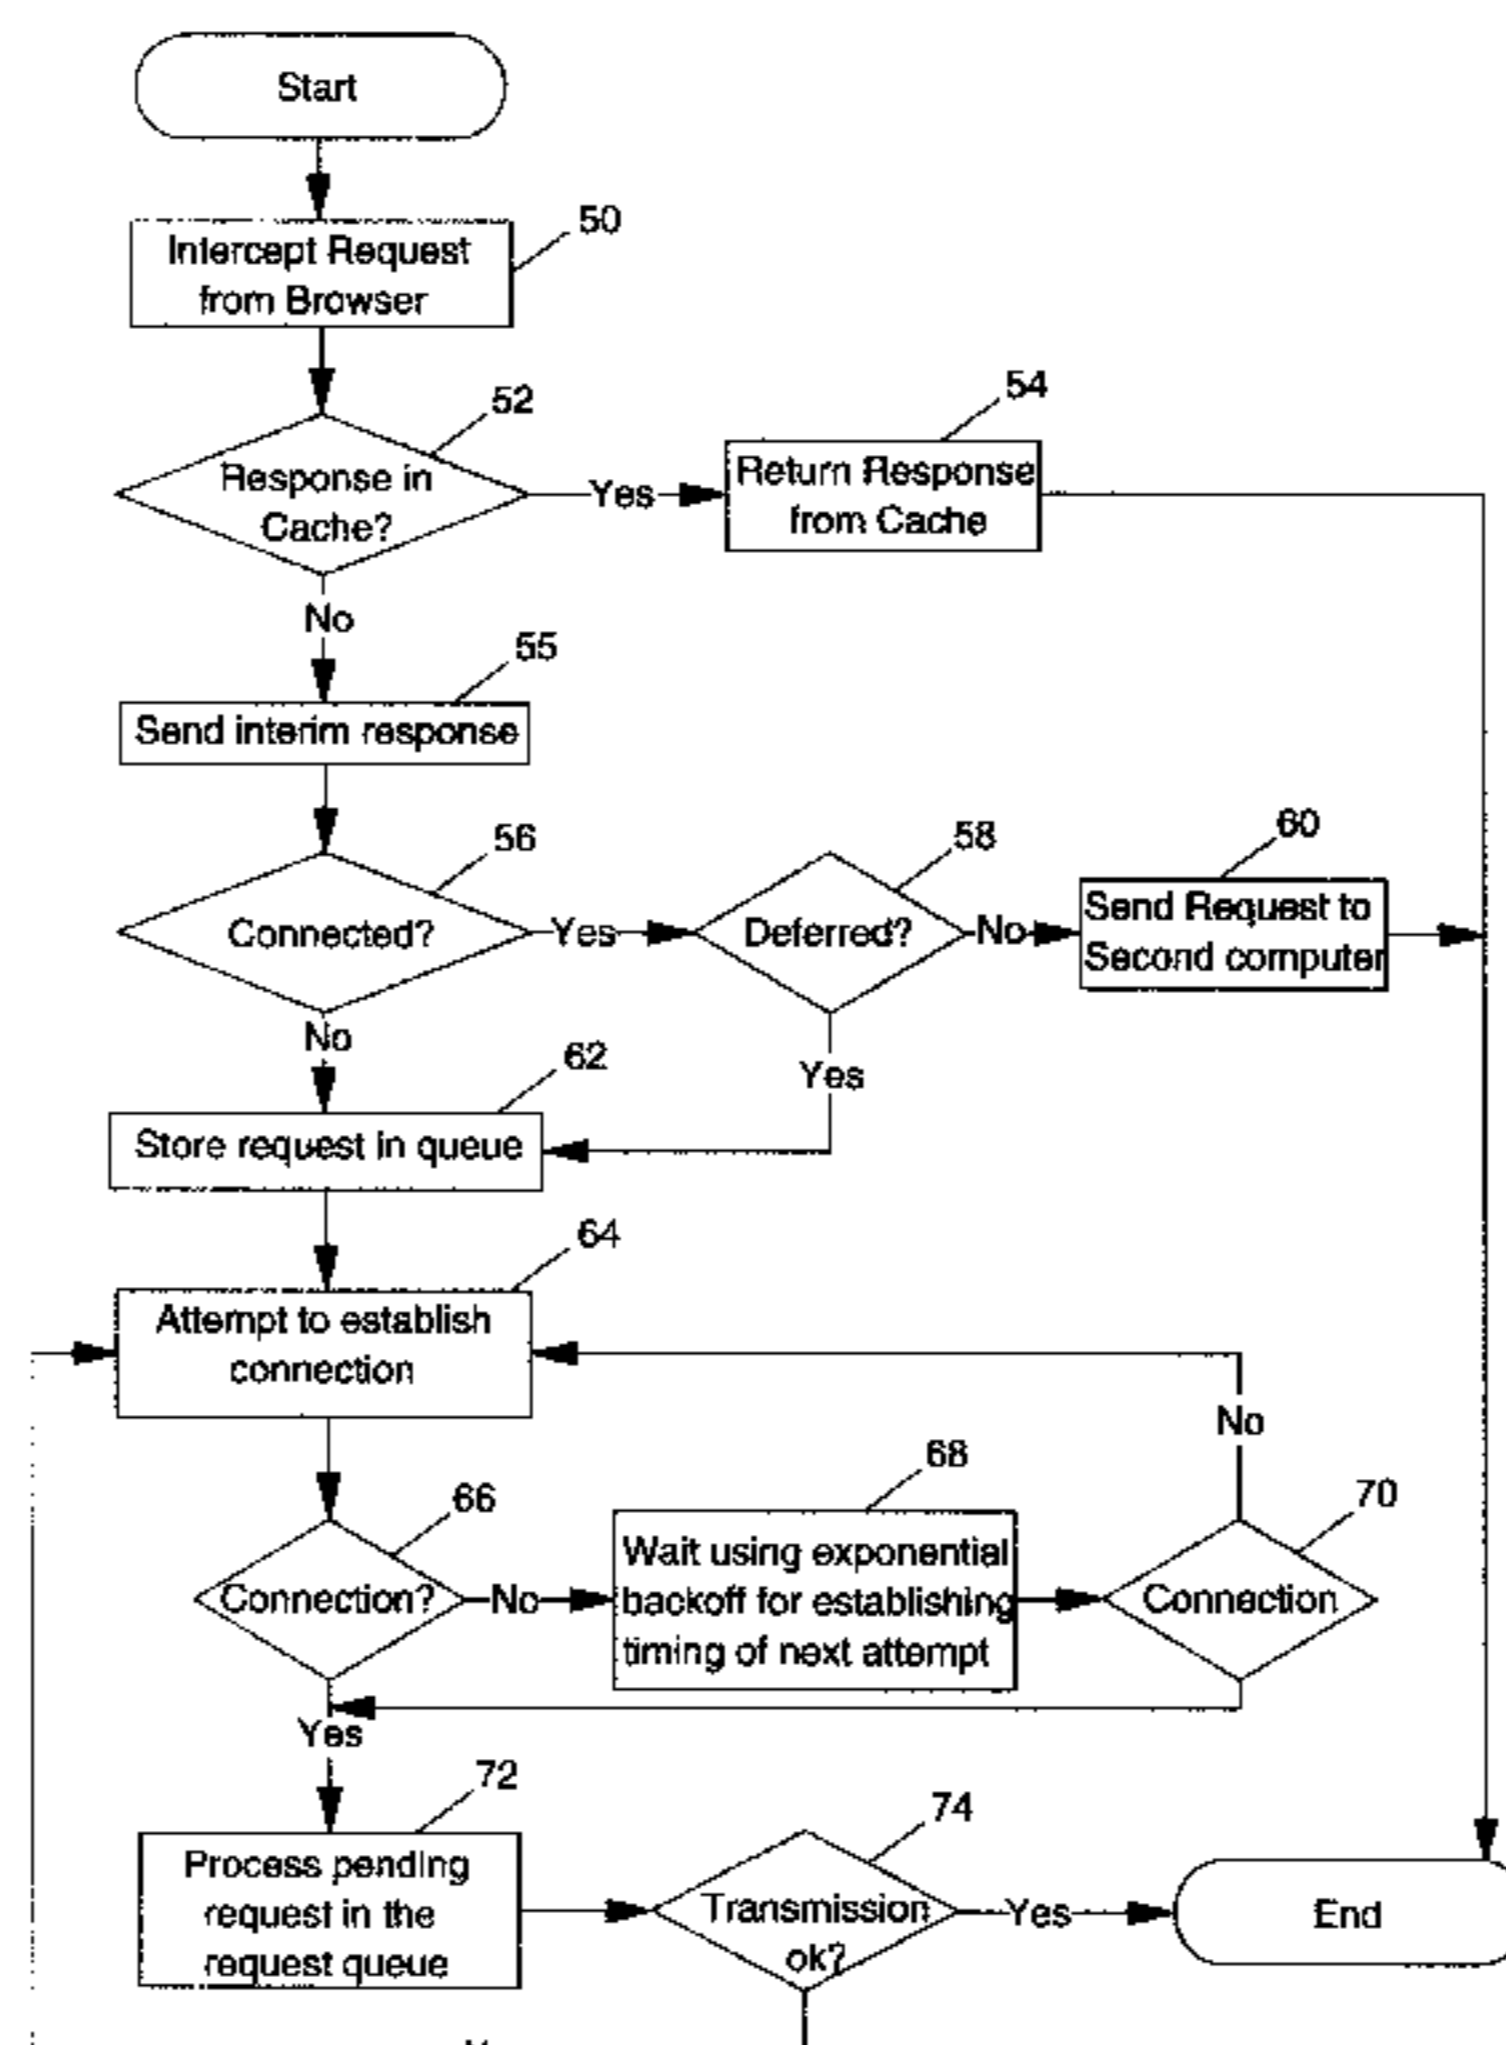 Start
50
Intercept Request
from Browser
52
54
Response in
Cache?
Yes
Return Response
from Cache
No
55
Send interim response
56
58
60
Connected?
Yes
Deferred?
No
Send Request to
Second computer
No
62
Yes
Store request in queue
64
Attempt to establish
connection
No
66
68
70
Connection?
No
Wait using exponential
backoff for establishing
timing of next attempt
Connection
Yes
72
74
Process pending
request in the
request queue
Transmission
ok?
Yes
End